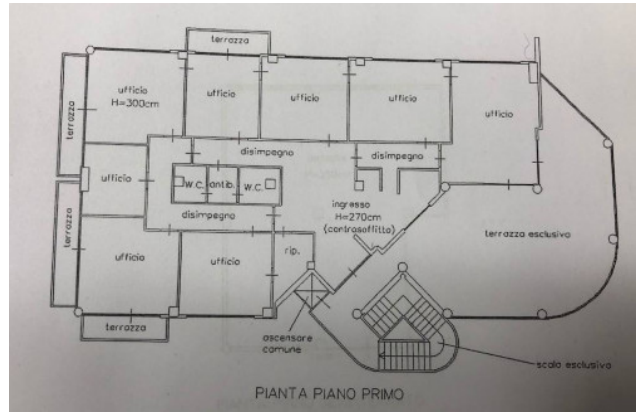 terrazza
ufficio
H=300cm
ufficio
ufficio
ufficio
ufficio
terrazza
disimpegno
disimpegno
ufficio
W.C.
antib.
W.C.
ingresso
H=270cm
(controsoffitto)
disimpegno
terrazza esclusiva
terrazza
rip.
ufficio
ufficio
terrazza
ascensore
comune
scala esclusiva
PIANTA PIANO PRIMO